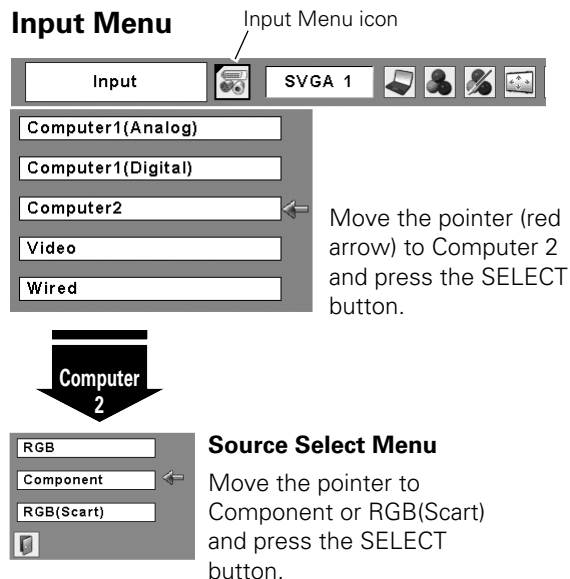 Input Menu
Input Menu icon
Input
SVGA 1
Computer1(Analog)
Computer1(Digital)
Computer2
Video
Wired
Move the pointer (red
arrow) to Computer 2
and press the SELECT
button.
Computer
2
RGB
Component
RGB(Scart)
Source Select Menu
Move the pointer to
Component or RGB(Scart)
and press the SELECT
button.